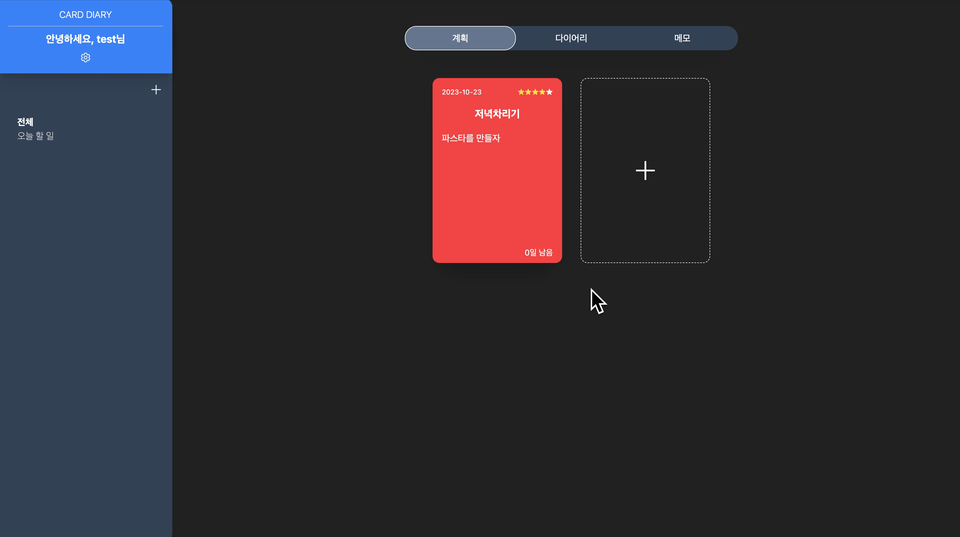 CARD DIARY
안녕하세요, test님
전체
오늘 할 일
계획 다이어리 메모
2023-10-23
저녁차리기
파스타를 만들자
0일 남음